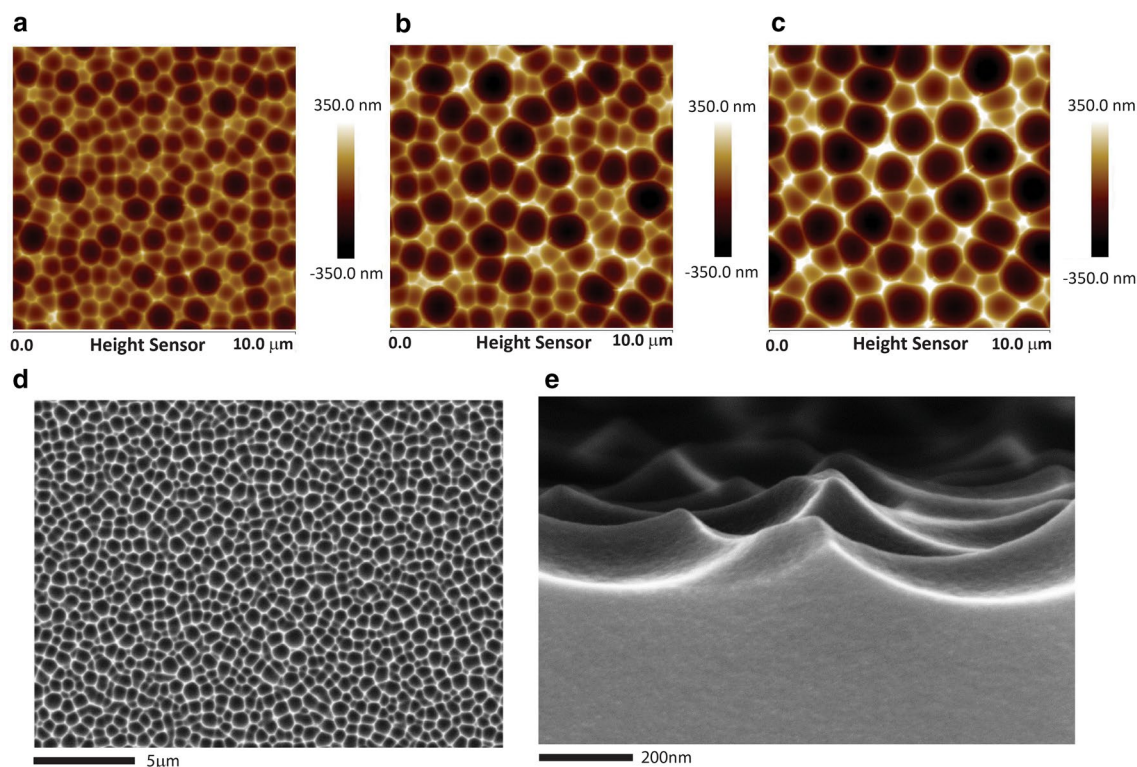 a
b
c
350.0 nm
-350.0 nm
350.0 nm
-350.0 nm
350.0 nm
-350.0 nm
0.0 Height Sensor 10.0 μm
0.0 Height Sensor 10.0 μm
0.0 Height Sensor 10.0 μm
d
e
5μm
200nm